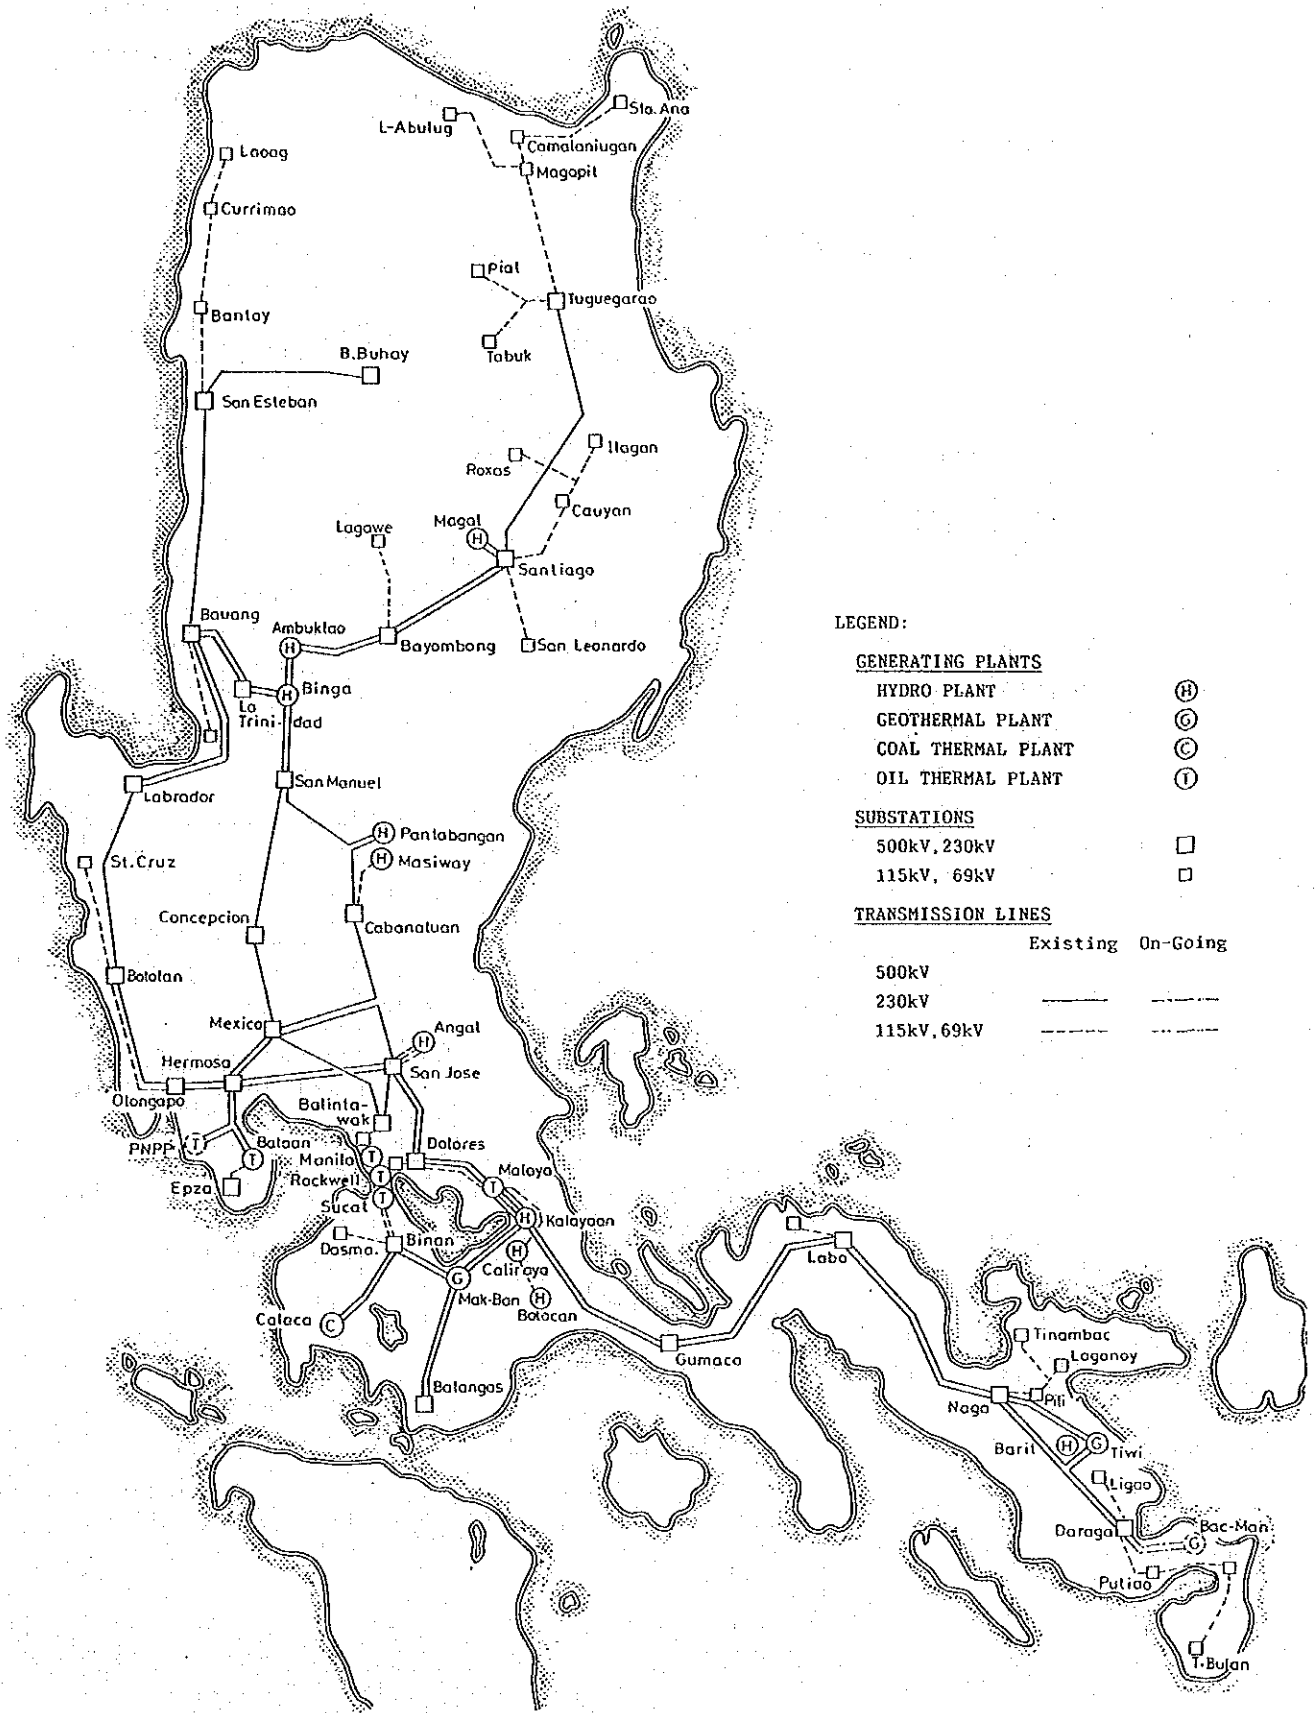 Sta. Ana
L-Abulug
Camalaniugan
Magapit
Laoag
Currimao
Pial
Tuguegarao
Bantay
Tabuk
B.Buhay
San Esteban
Ilagan
Roxas
Cauyan
Magat
H
Lagawe
Santiago
Bauang
Ambuklao
H
Bayombong
San Leonardo
H
Binga
La
Trini-dad
San Manuel
Labrador
H
Pantabangan
St.Cruz
H
Masiway
Concepcion
Cabanatuan
Botolan
Mexico
Angat
H
Hermosa
San Jose
Olongapo
Balinta-
wak
PNPP
T
Bataan
T
Manila
T
Dolores
Rockwell
T
Malaya
T
Epza
Sucat
T
H
Kalayaan
Dasma.
Binan
H
Caliraya
Labo
G
Mak-Ban
H
Botocan
Calaca
C
Gumaca
Tinambac
Laganoy
Batangas
Naga
Pili
Barit
H
G
Tiwi
Ligao
Daraga
Bac-Man
G
Putiao
T.Bulan
LEGEND:
GENERATING PLANTS
HYDRO PLANT H
GEOTHERMAL PLANT G
COAL THERMAL PLANT C
OIL THERMAL PLANT T
SUBSTATIONS
500kV, 230kV
115kV, 69kV
TRANSMISSION LINES
Existing On-Going
500kV
230kV
115kV,69kV